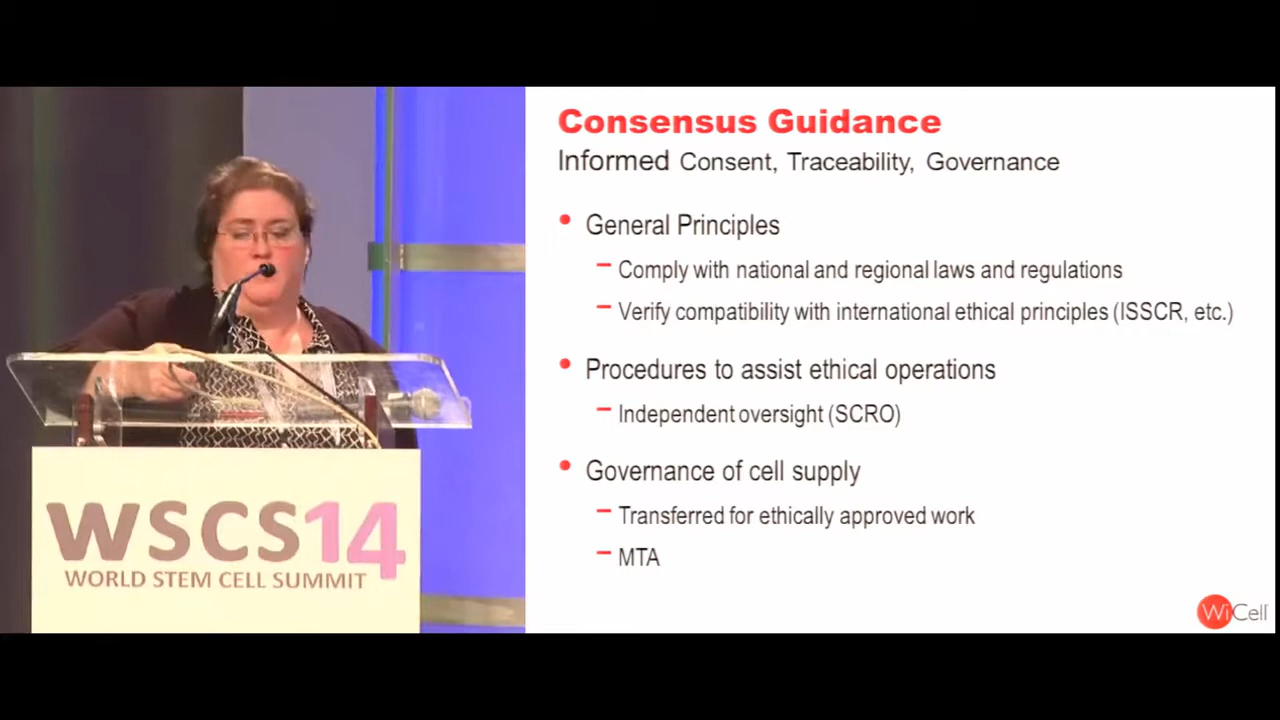 Consensus Guidance
Informed Consent, Traceability, Governance
• General Principles
– Comply with national and regional laws and regulations
– Verify compatibility with international ethical principles (ISSCR, etc.)
• Procedures to assist ethical operations
– Independent oversight (SCRO)
• Governance of cell supply
– Transferred for ethically approved work
– MTA
WiCell
WSCS14
WORLD STEM CELL SUMMIT